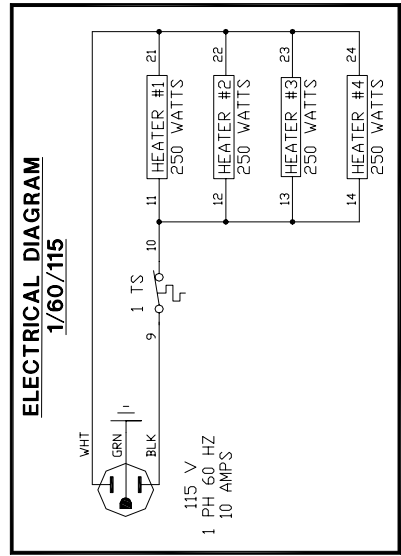 ELECTRICAL DIAGRAM
1/60/115
WHT
GRN
BLK
115 V
1 PH 60 HZ
10 AMPS
9
1 TS
10
11
HEATER #1
250 WATTS
21
12
HEATER #2
250 WATTS
22
13
HEATER #3
250 WATTS
23
14
HEATER #4
250 WATTS
24